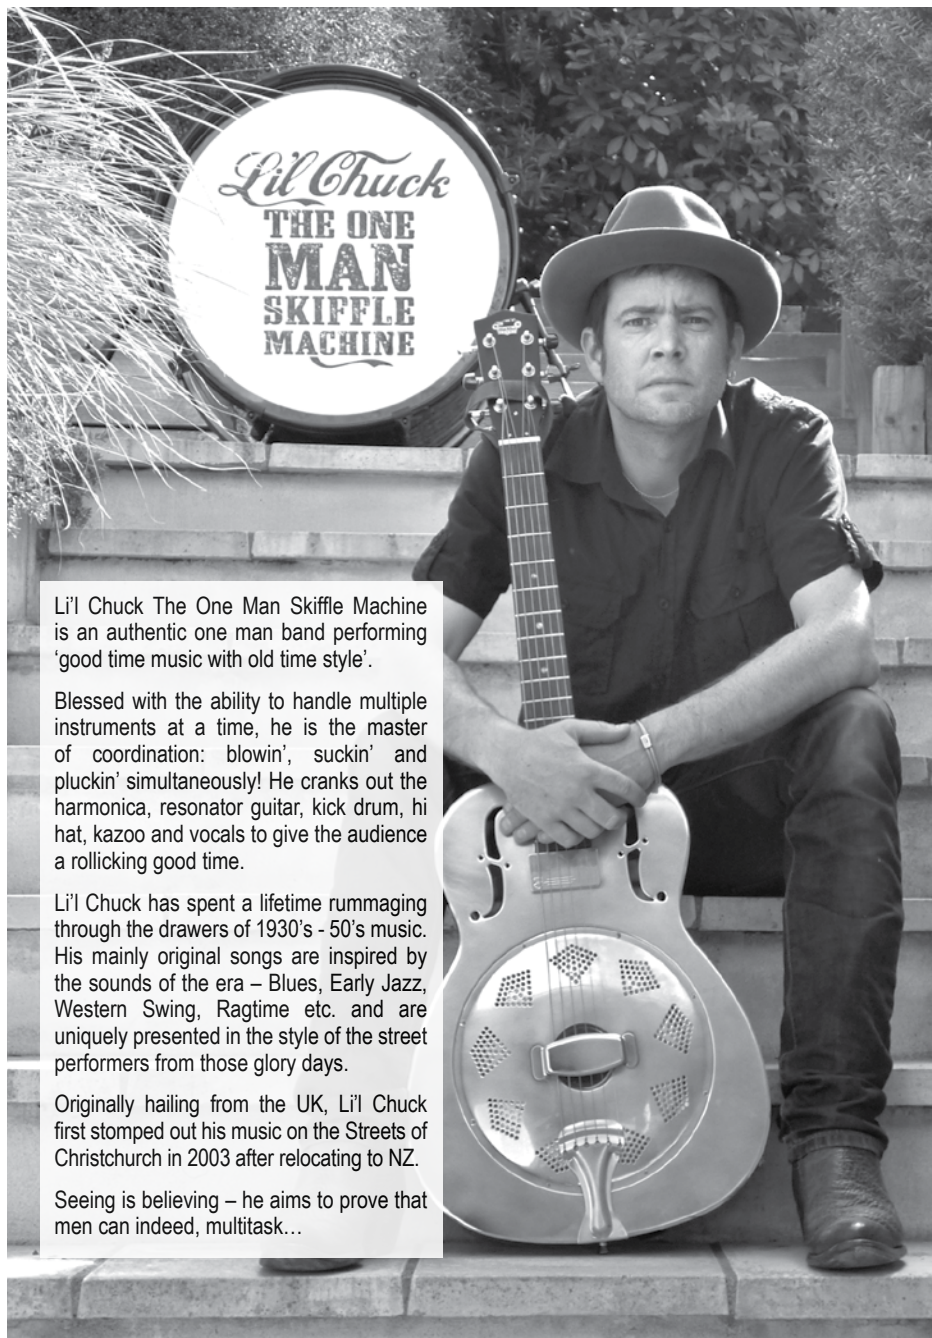 Li'l Chuck
THE ONE
MAN
SKIFFLE
MACHINE
Li’l Chuck The One Man Skiffle Machine
is an authentic one man band performing
‘good time music with old time style’.
Blessed with the ability to handle multiple
instruments at a time, he is the master
of coordination: blowin’, suckin’ and
pluckin’ simultaneously! He cranks out the
harmonica, resonator guitar, kick drum, hi
hat, kazoo and vocals to give the audience
a rollicking good time.
Li’l Chuck has spent a lifetime rummaging
through the drawers of 1930’s - 50’s music.
His mainly original songs are inspired by
the sounds of the era – Blues, Early Jazz,
Western Swing, Ragtime etc. and are
uniquely presented in the style of the street
performers from those glory days.
Originally hailing from the UK, Li’l Chuck
first stomped out his music on the Streets of
Christchurch in 2003 after relocating to NZ.
Seeing is believing – he aims to prove that
men can indeed, multitask…